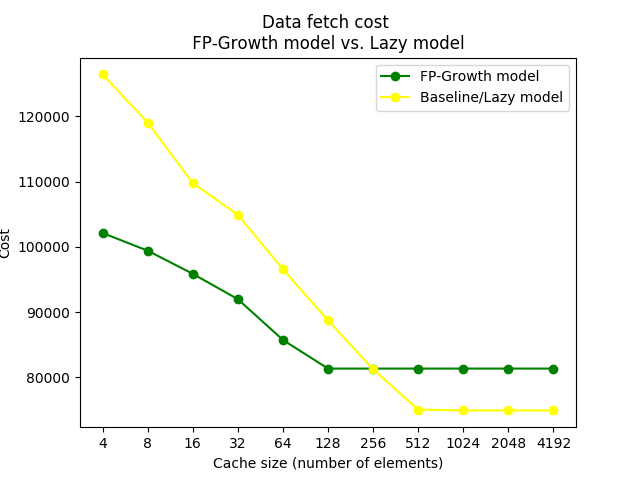 Data fetch cost
FP-Growth model vs. Lazy model
FP-Growth model
Baseline/Lazy model
120000
110000
100000
90000
80000
Cost
4 8 16 32 64 128 256 512 1024 2048 4192
Cache size (number of elements)